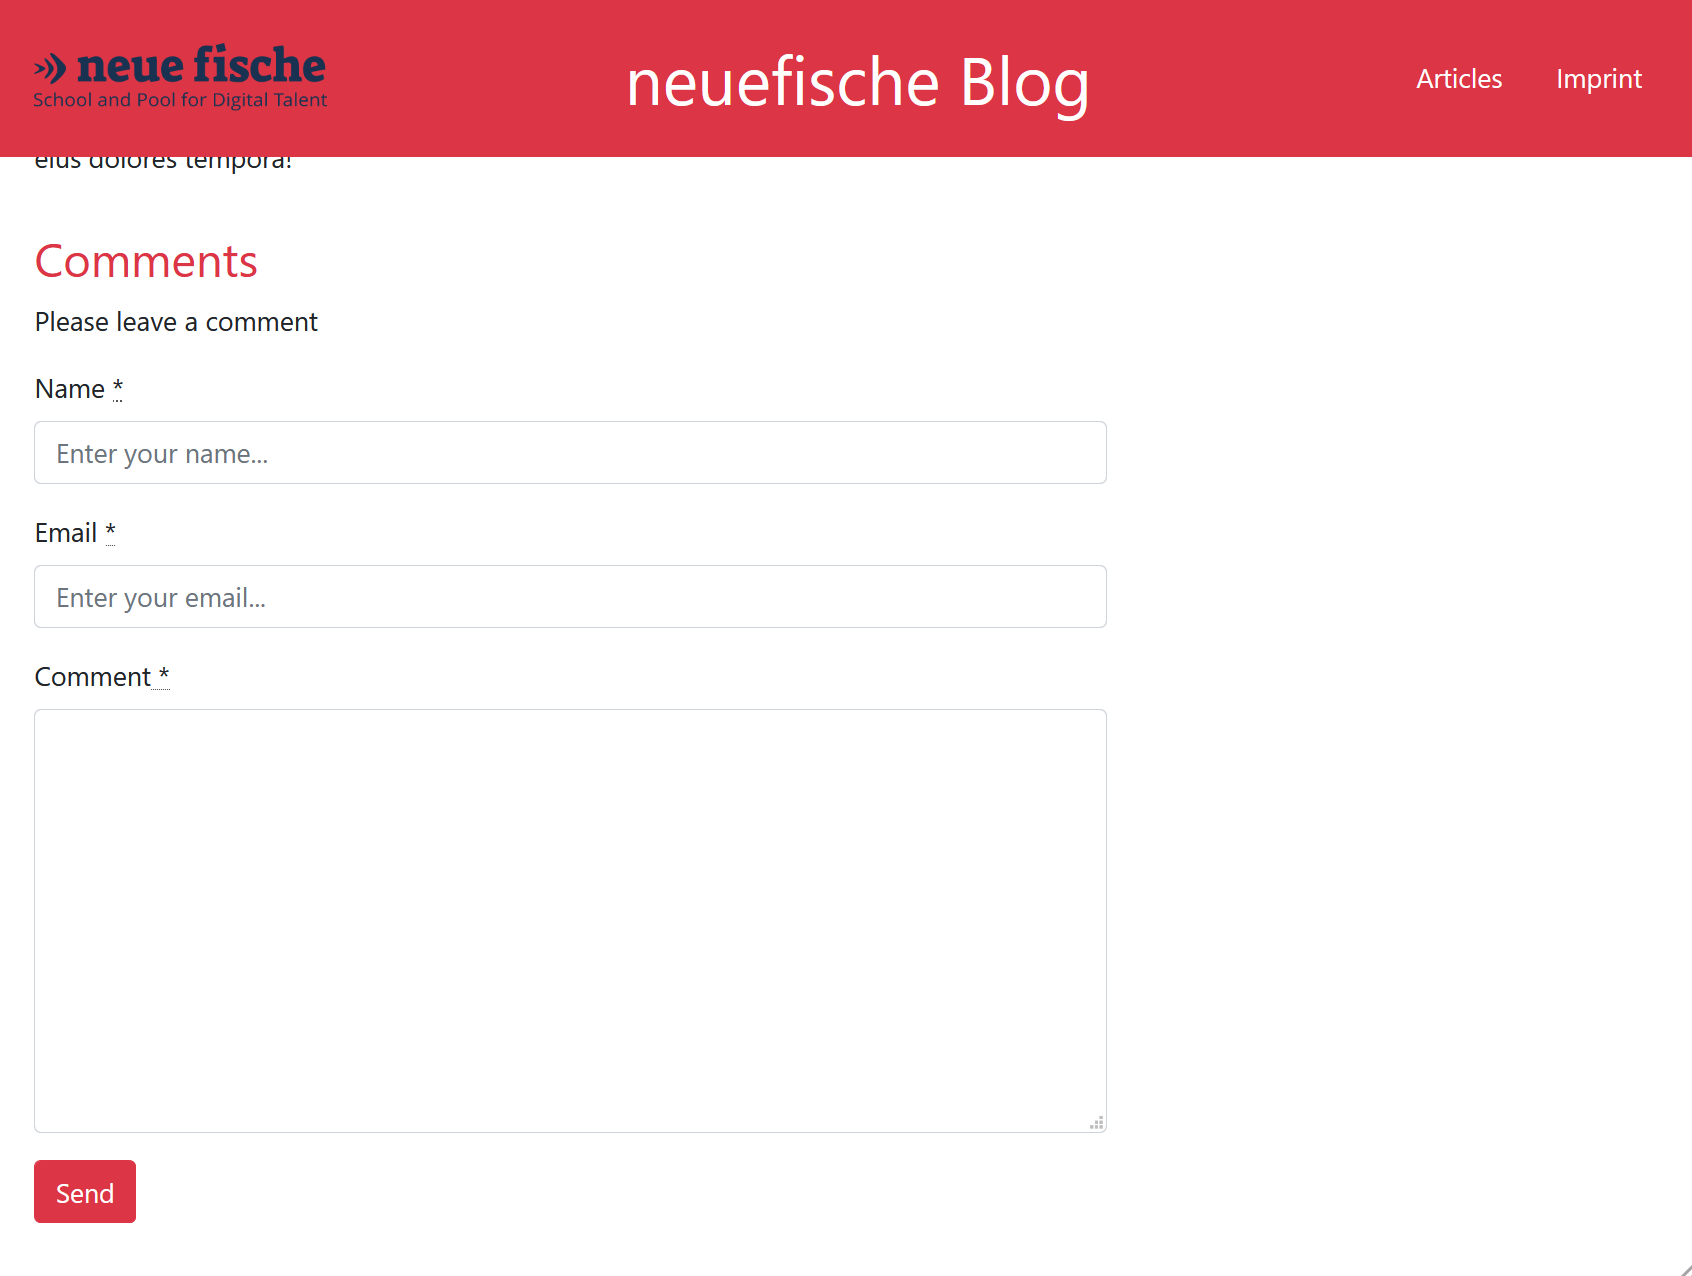 neue fische
School and Pool for Digital Talent
neuefische Blog
Articles
Imprint
eius dolores tempora!
Comments
Please leave a comment
Name *
Enter your name...
Email *
Enter your email...
Comment *
Send